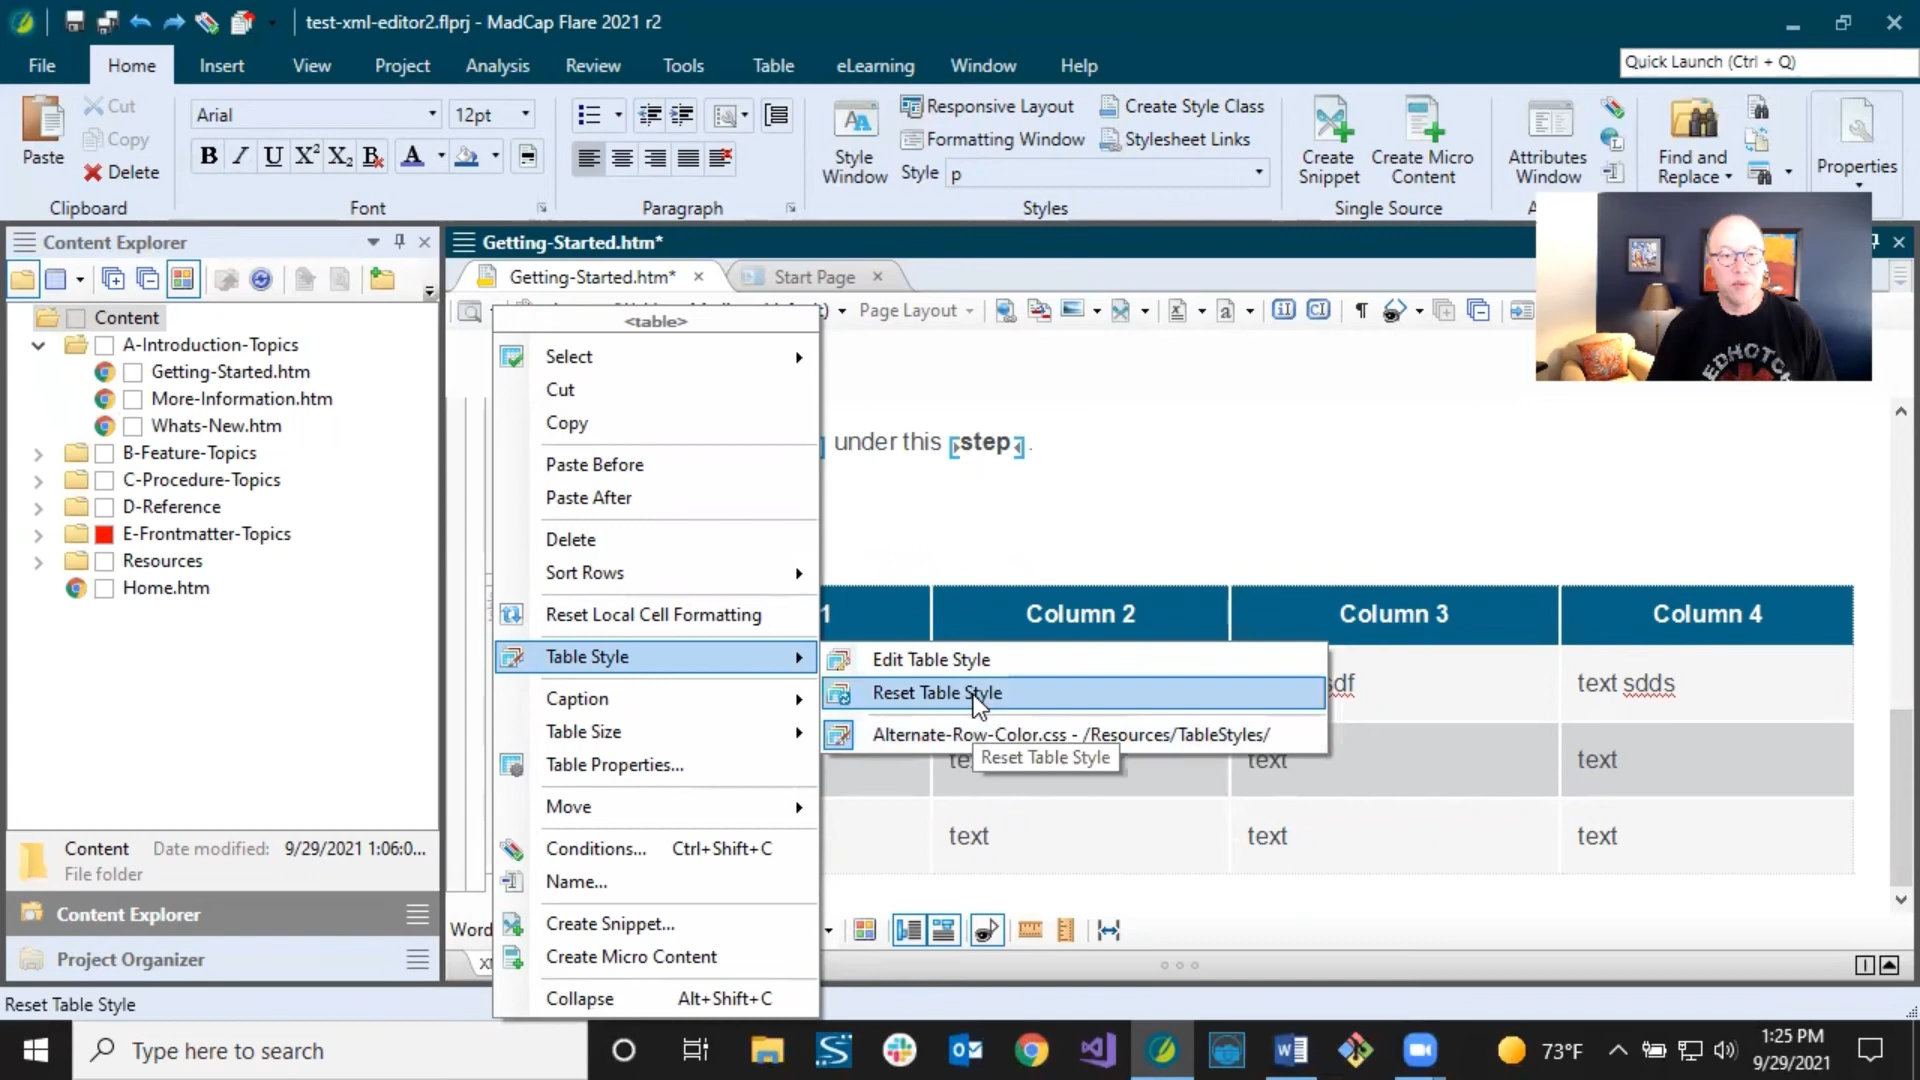 test-xml-editor2.flprj - MadCap Flare 2021 r2
File Home Insert View Project Analysis Review Tools Table eLearning Window Help
Quick Launch (Ctrl + Q)
Paste
Cut
Copy
Delete
Clipboard
Arial 12pt
B I U X² X₂ B A
Font
Paragraph
Style Window
Responsive Layout
Create Style Class
Formatting Window
Stylesheet Links
Style p
Styles
Create Snippet
Create Micro Content
Single Source
Attributes Window
Find and Replace
Properties
Content Explorer
Content
A-Introduction-Topics
Getting-Started.htm
More-Information.htm
Whats-New.htm
B-Feature-Topics
C-Procedure-Topics
D-Reference
E-Frontmatter-Topics
Resources
Home.htm
Content Date modified: 9/29/2021 1:06:0...
File folder
Content Explorer
Project Organizer
Reset Table Style
Getting-Started.htm*
Getting-Started.htm* Start Page
Page Layout
<table>
Select
Cut
Copy
Paste Before
Paste After
Delete
Sort Rows
Reset Local Cell Formatting
Table Style
Caption
Table Size
Table Properties...
Move
Conditions... Ctrl+Shift+C
Name...
Create Snippet...
Create Micro Content
Collapse Alt+Shift+C
Edit Table Style
Reset Table Style
Alternate-Row-Color.css - /Resources/TableStyles/
Reset Table Style
under this step .
1 Column 2 Column 3 Column 4
sdf text sdds
te text text
text text text
Word
XM
Type here to search
73°F
1:25 PM
9/29/2021